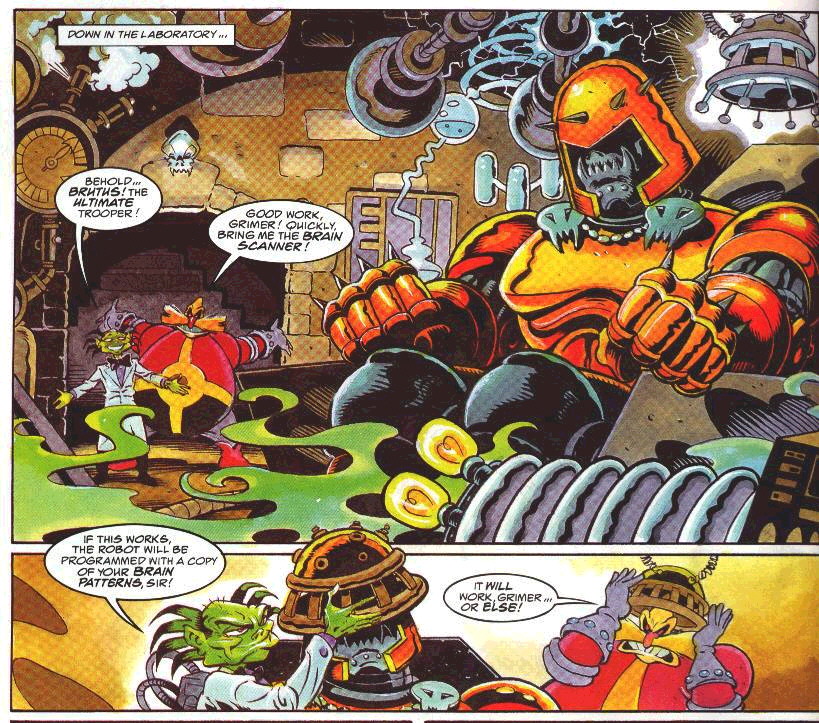 DOWN IN THE LABORATORY...
BEHOLD...
BRUTUS! THE
ULTIMATE
TROOPER!
GOOD WORK,
GRIMER! QUICKLY,
BRING ME THE BRAIN
SCANNER!
IF THIS WORKS,
THE ROBOT WILL BE
PROGRAMMED WITH A COPY
OF YOUR BRAIN
PATTERNS, SIR!
IT WILL
WORK, GRIMER...
OR ELSE!